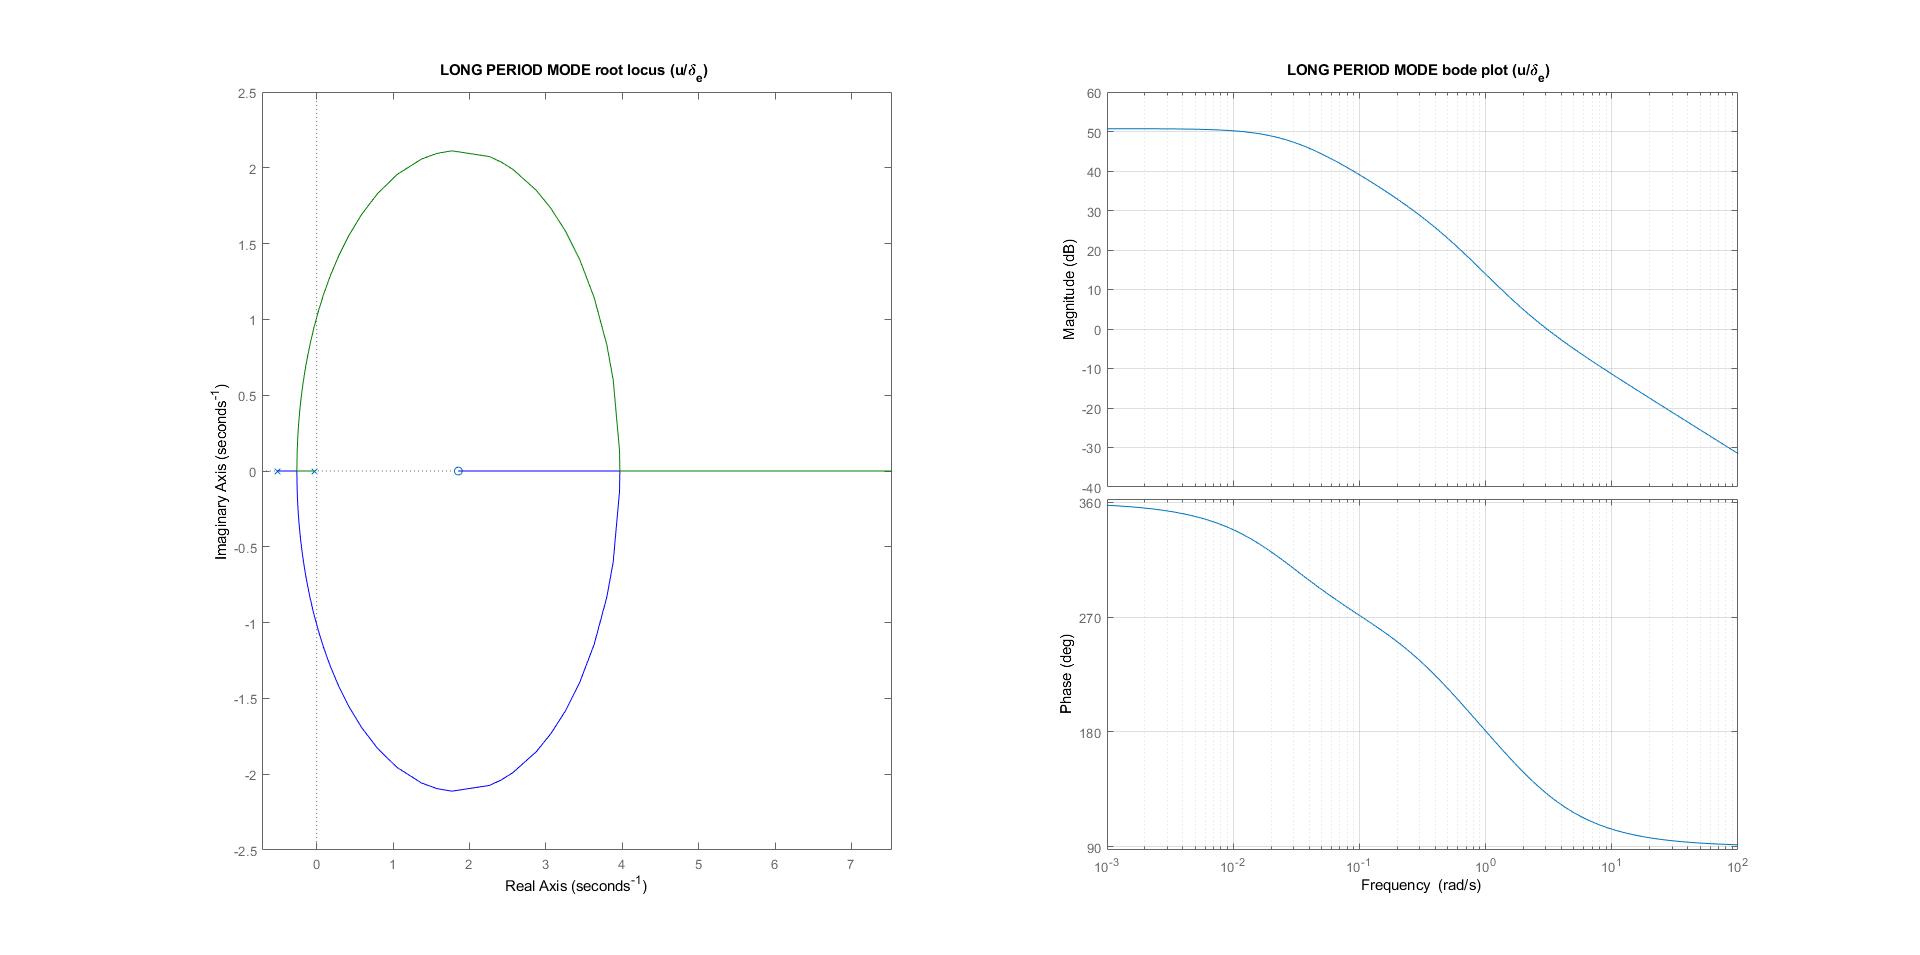 LONG PERIOD MODE root locus (u/δe)
2.5
2
1.5
1
0.5
0
-0.5
-1
-1.5
-2
-2.5
Imaginary Axis (seconds-1)
0 1 2 3 4 5 6 7
Real Axis (seconds-1)
LONG PERIOD MODE bode plot (u/δe)
60
50
40
30
20
10
0
-10
-20
-30
-40
Magnitude (dB)
360
270
180
90
Phase (deg)
10-3 10-2 10-1 100 101 102
Frequency (rad/s)